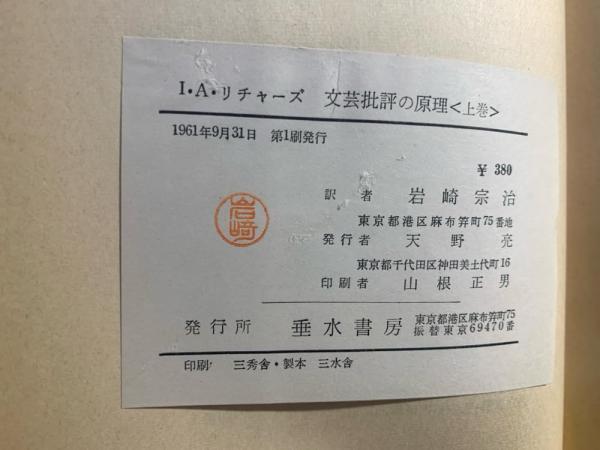 I・A・リチャーズ 文芸批評の原理＜上巻＞
1961年9月31日 第1刷発行
¥ 380
訳者 岩崎宗治
東京都港区麻布笄町75番地
発行者 天野亮
東京都千代田区神田美土代町16
印刷者 山根正男
発行所 垂水書房 東京都港区麻布笄町75
振替東京69470番
印刷 三秀舎・製本 三水舎
岩﨑